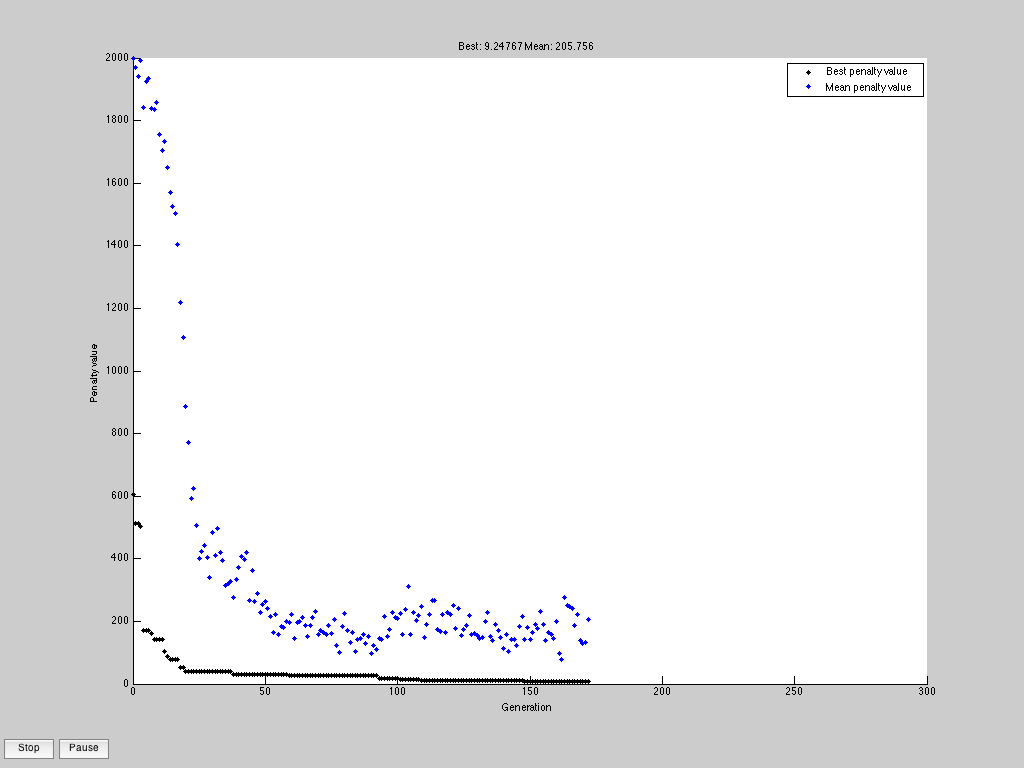 Best: 9.24767 Mean: 205.756
2000
1800
1600
1400
1200
1000
800
600
400
200
0
Penalty value
Best penalty value
Mean penalty value
0 50 100 150 200 250 300
Generation
Stop Pause